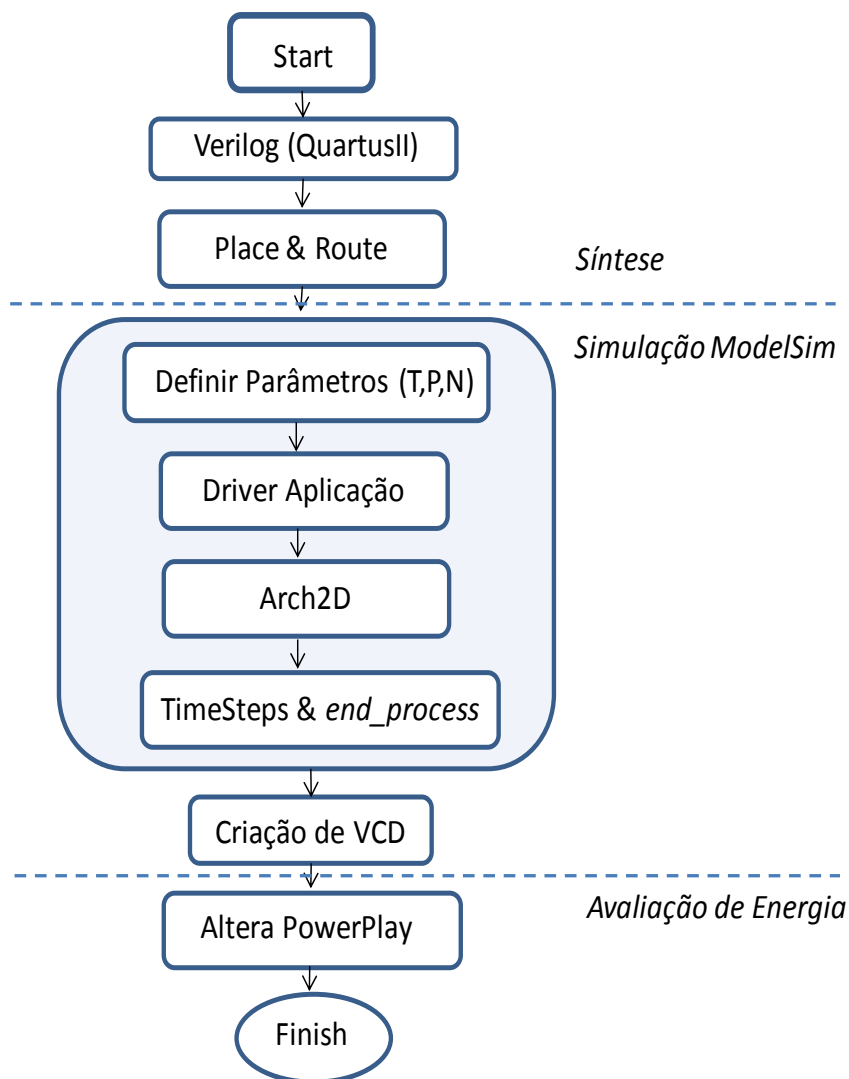 Start
Verilog (QuartusII)
Place & Route
Síntese
Simulação ModelSim
Definir Parâmetros (T,P,N)
Driver Aplicação
Arch2D
TimeSteps & end_process
Criação de VCD
Avaliação de Energia
Altera PowerPlay
Finish